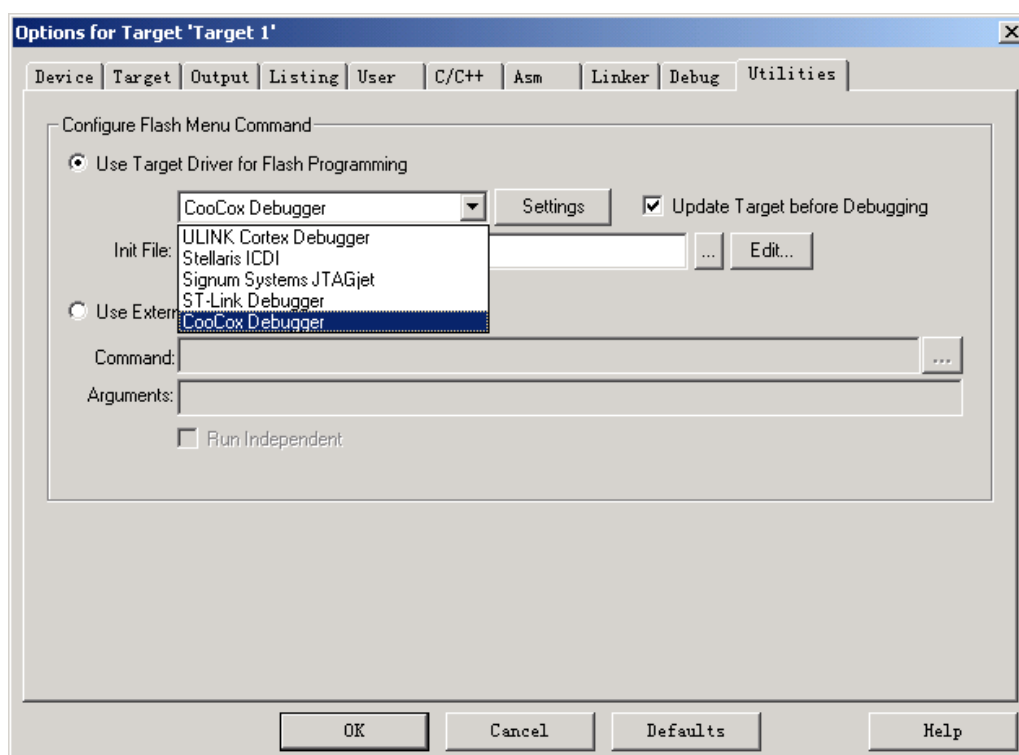 Options for Target 'Target 1'
Device Target Output Listing User C/C++ Asm Linker Debug Utilities
Configure Flash Menu Command
Use Target Driver for Flash Programming
CooCox Debugger Settings Update Target before Debugging
ULINK Cortex Debugger
Init File: ... Edit...
Stellaris ICDI
Signum Systems JTAGjet
ST-Link Debugger
Use Extern
CooCox Debugger
Command: ...
Arguments:
Run Independent
OK Cancel Defaults Help